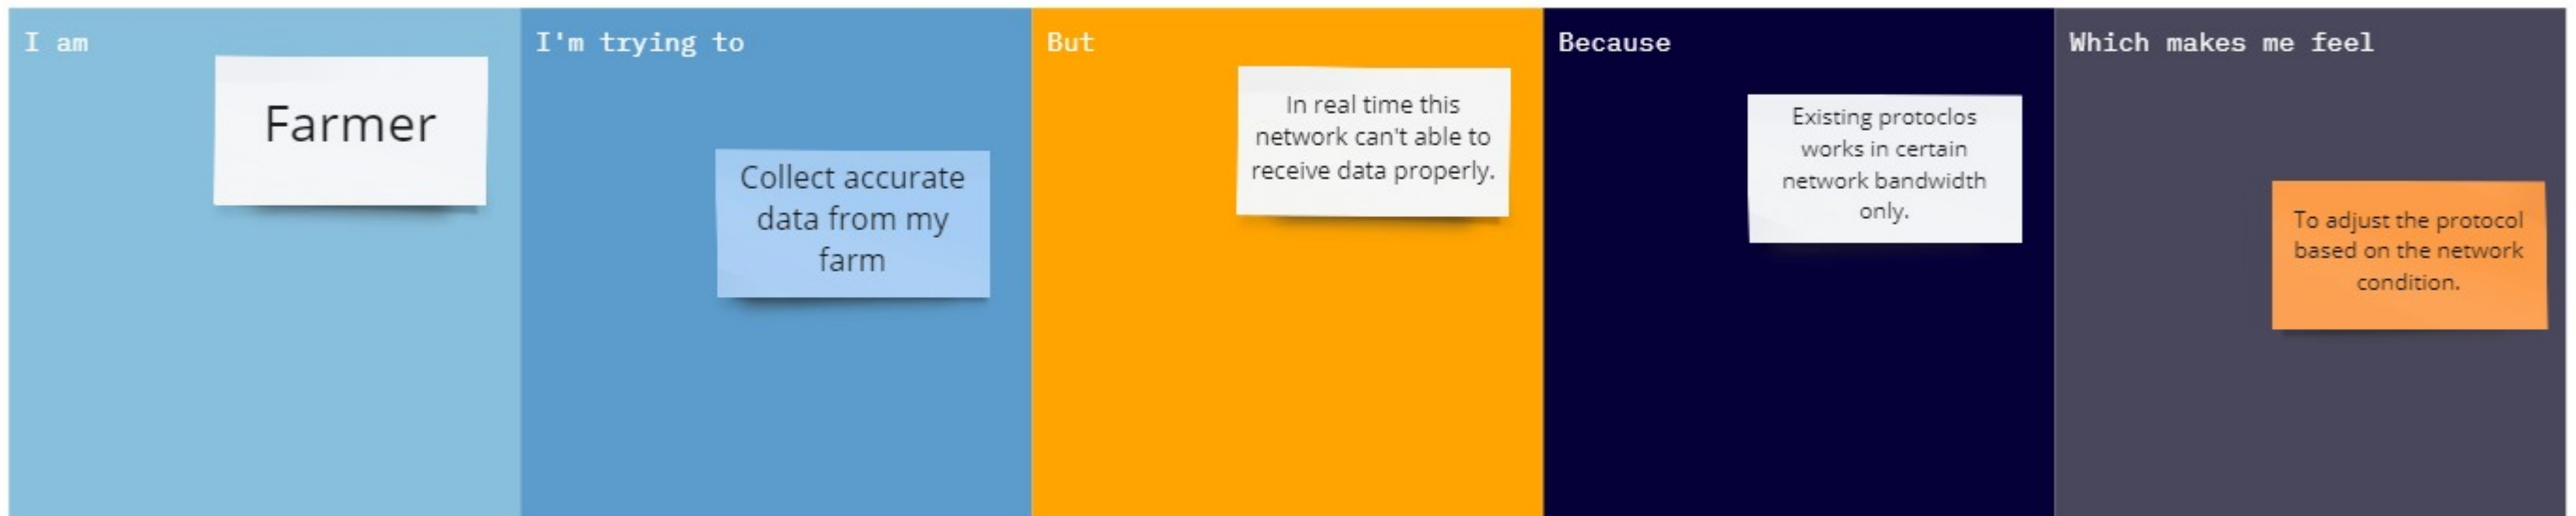 I am
Farmer
I'm trying to
Collect accurate
data from my
farm
But
In real time this
network can't able to
receive data properly.
Because
Existing protoclos
works in certain
network bandwidth
only.
Which makes me feel
To adjust the protocol
based on the network
condition.